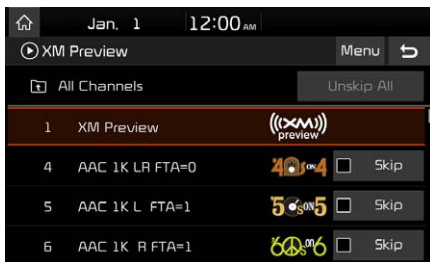 Jan, 1 12:00 AM
XM Preview Menu
All Channels Unskip All
1 XM Preview ((XM)) preview
4 AAC 1K LR FTA=0 40s on 4 Skip
5 AAC 1K L FTA=1 50s on 5 Skip
6 AAC 1K R FTA=1 60s on 6 Skip